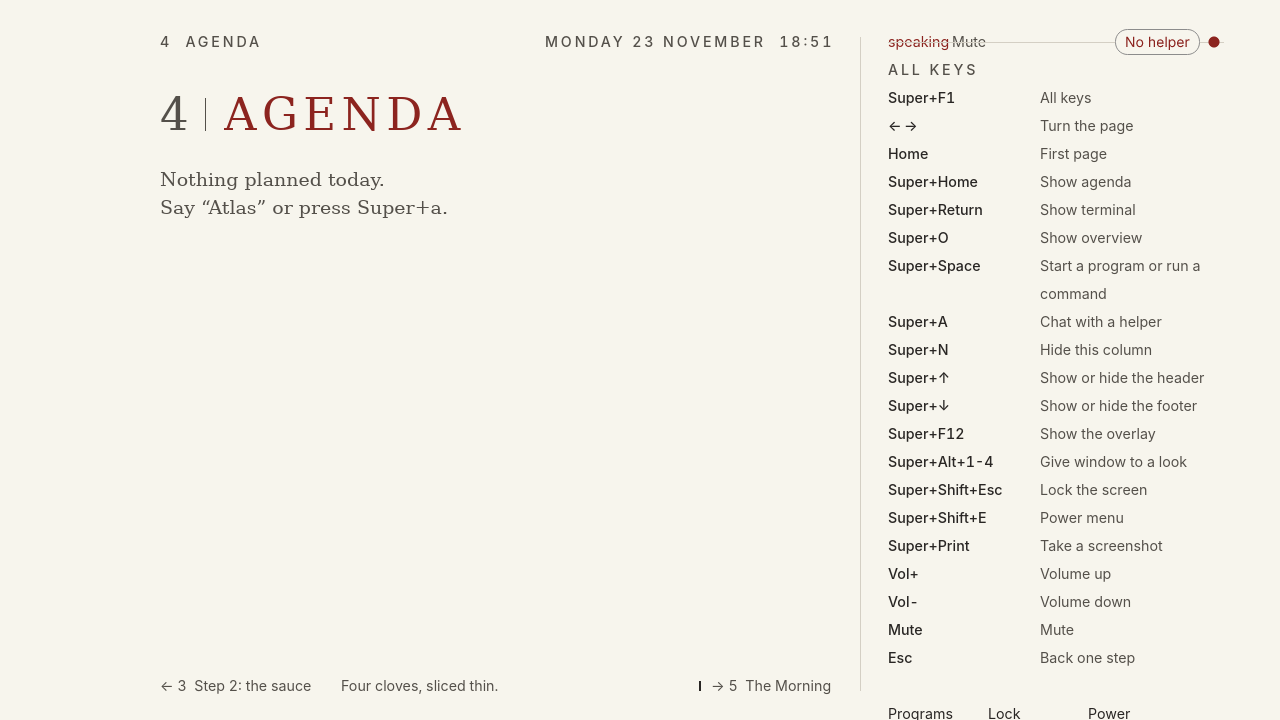 4 AGENDA
MONDAY 23 NOVEMBER 18:51
4 AGENDA
Nothing planned today.
Say “Atlas” or press Super+a.
← 3 Step 2: the sauce Four cloves, sliced thin.
→ 5 The Morning
speaking Mute No helper
ALL KEYS
Super+F1 All keys
← → Turn the page
Home First page
Super+Home Show agenda
Super+Return Show terminal
Super+O Show overview
Super+Space Start a program or run a
command
Super+A Chat with a helper
Super+N Hide this column
Super+↑ Show or hide the header
Super+↓ Show or hide the footer
Super+F12 Show the overlay
Super+Alt+1-4 Give window to a look
Super+Shift+Esc Lock the screen
Super+Shift+E Power menu
Super+Print Take a screenshot
Vol+ Volume up
Vol- Volume down
Mute Mute
Esc Back one step
Programs Lock Power